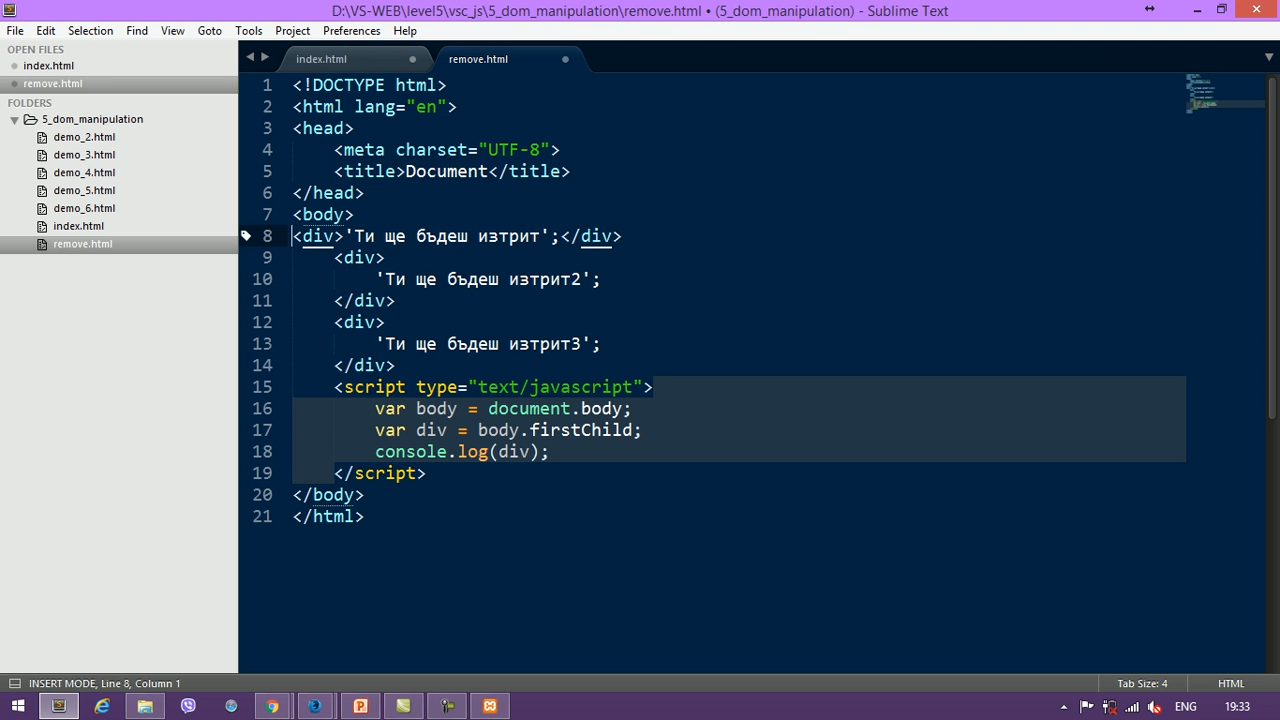 D:\VS-WEB\level5\vsc_js\5_dom_manipulation\remove.html • (5_dom_manipulation) - Sublime Text
File Edit Selection Find View Goto Tools Project Preferences Help
OPEN FILES
index.html
remove.html
FOLDERS
5_dom_manipulation
demo_2.html
demo_3.html
demo_4.html
demo_5.html
demo_6.html
index.html
remove.html
index.html remove.html
1 <!DOCTYPE html>
2 <html lang="en">
3 <head>
4 <meta charset="UTF-8">
5 <title>Document</title>
6 </head>
7 <body>
8 <div>'Ти ще бъдеш изтрит';</div>
9 <div>
10 'Ти ще бъдеш изтрит2';
11 </div>
12 <div>
13 'Ти ще бъдеш изтрит3';
14 </div>
15 <script type="text/javascript">
16 var body = document.body;
17 var div = body.firstChild;
18 console.log(div);
19 </script>
20 </body>
21 </html>
INSERT MODE, Line 8, Column 1 Tab Size: 4 HTML
ENG 19:33